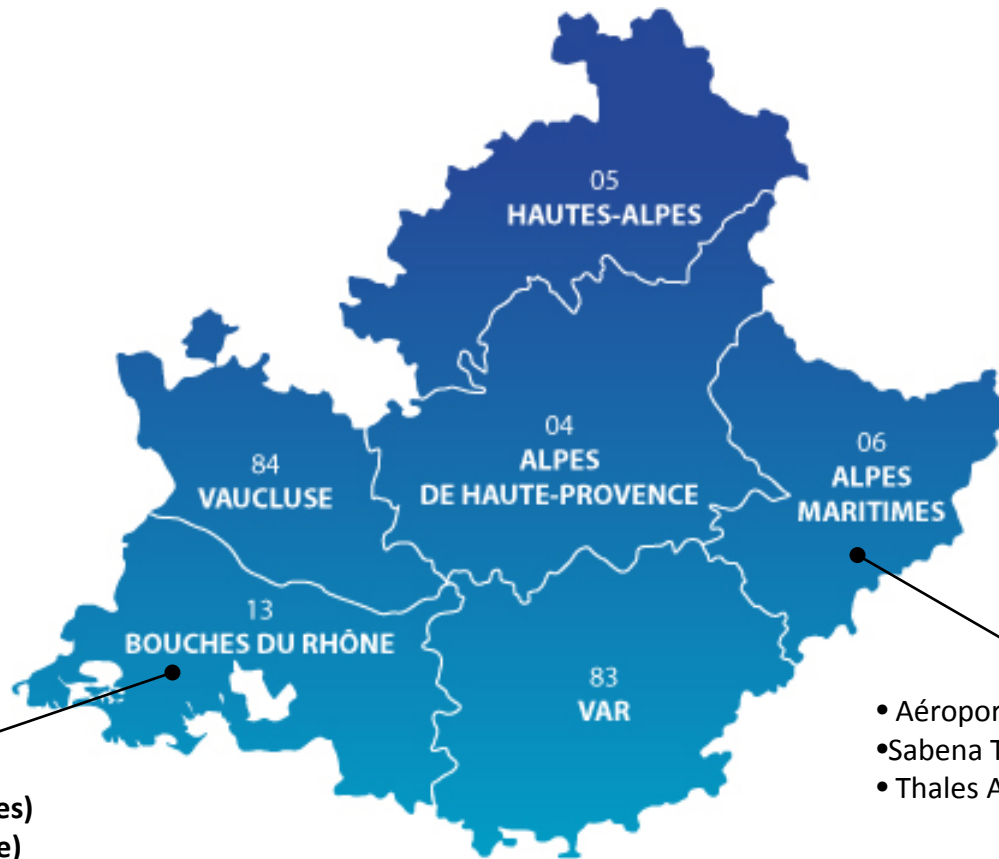 05
HAUTES-ALPES
04
ALPES
DE HAUTE-PROVENCE
06
ALPES
MARITIMES
84
VAUCLUSE
13
BOUCHES DU RHÔNE
83
VAR
• Aéropor
•Sabena T
• Thales A
es)
e)